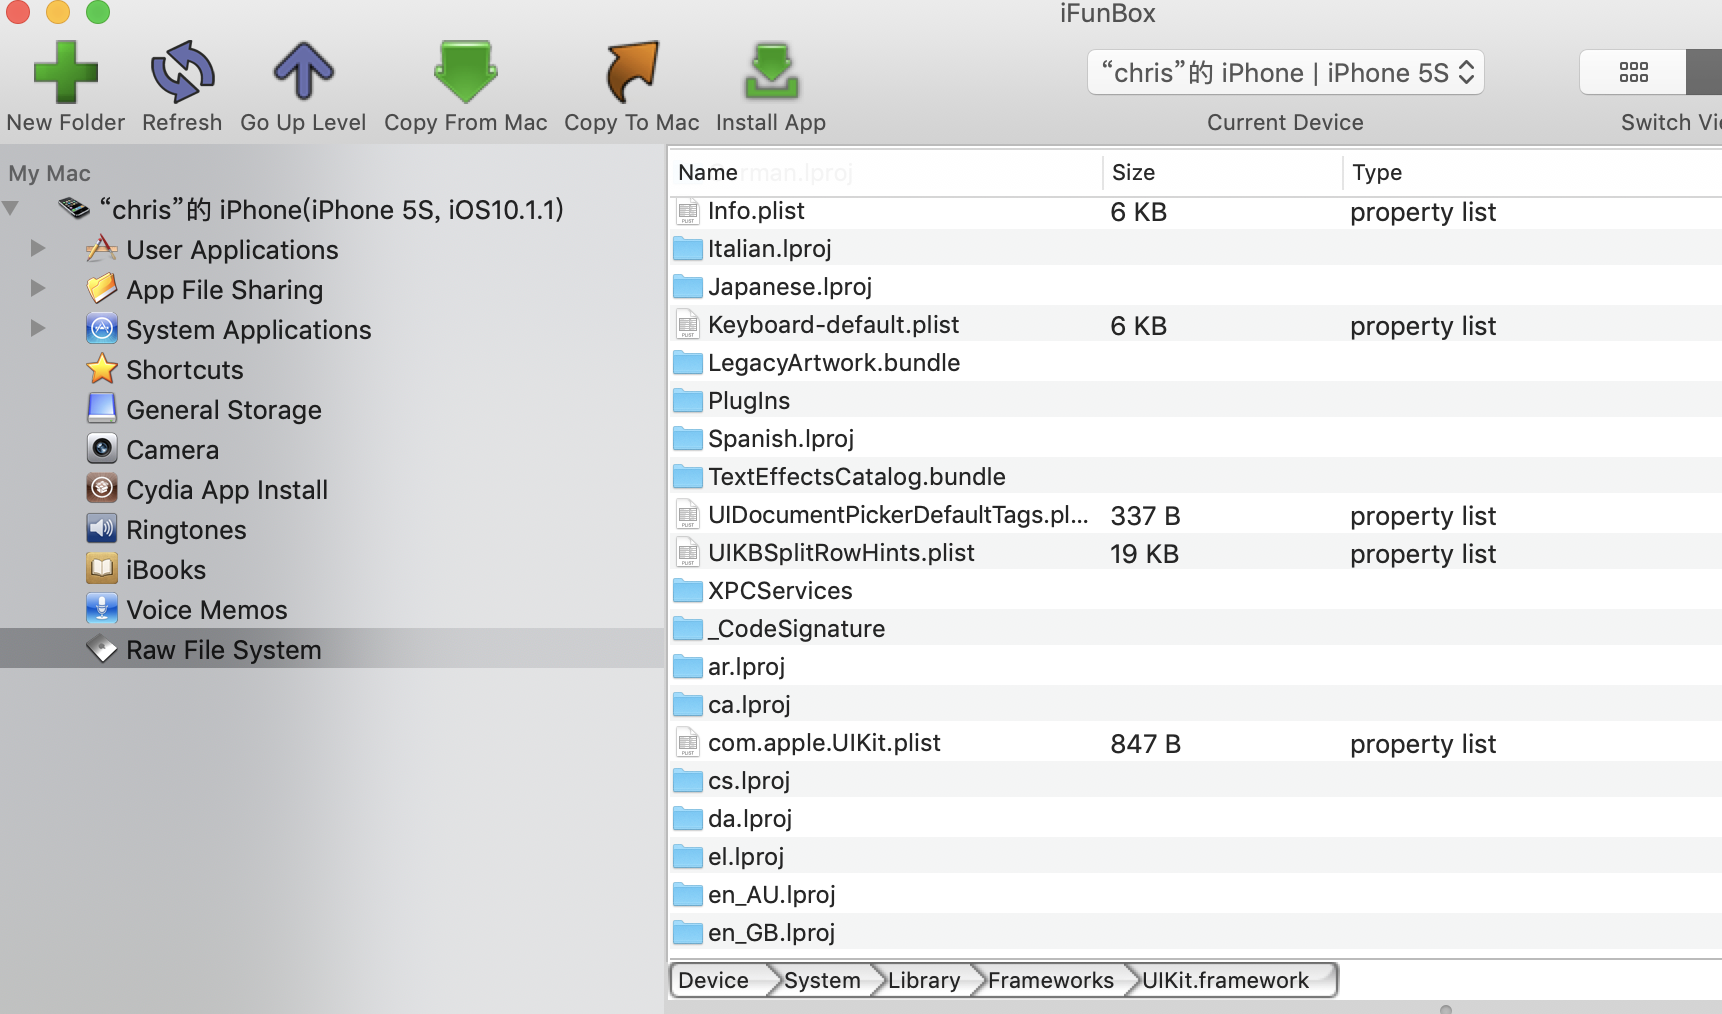 iFunBox
New Folder Refresh Go Up Level Copy From Mac Copy To Mac Install App
“chris”的 iPhone | iPhone 5S
Current Device
Switch Vi
My Mac
“chris”的 iPhone(iPhone 5S, iOS10.1.1)
User Applications
App File Sharing
System Applications
Shortcuts
General Storage
Camera
Cydia App Install
Ringtones
iBooks
Voice Memos
Raw File System
Name Size Type
Info.plist 6 KB property list
Italian.lproj
Japanese.lproj
Keyboard-default.plist 6 KB property list
LegacyArtwork.bundle
PlugIns
Spanish.lproj
TextEffectsCatalog.bundle
UIDocumentPickerDefaultTags.pl... 337 B property list
UIKBSplitRowHints.plist 19 KB property list
XPCServices
_CodeSignature
ar.lproj
ca.lproj
com.apple.UIKit.plist 847 B property list
cs.lproj
da.lproj
el.lproj
en_AU.lproj
en_GB.lproj
Device System Library Frameworks UIKit.framework